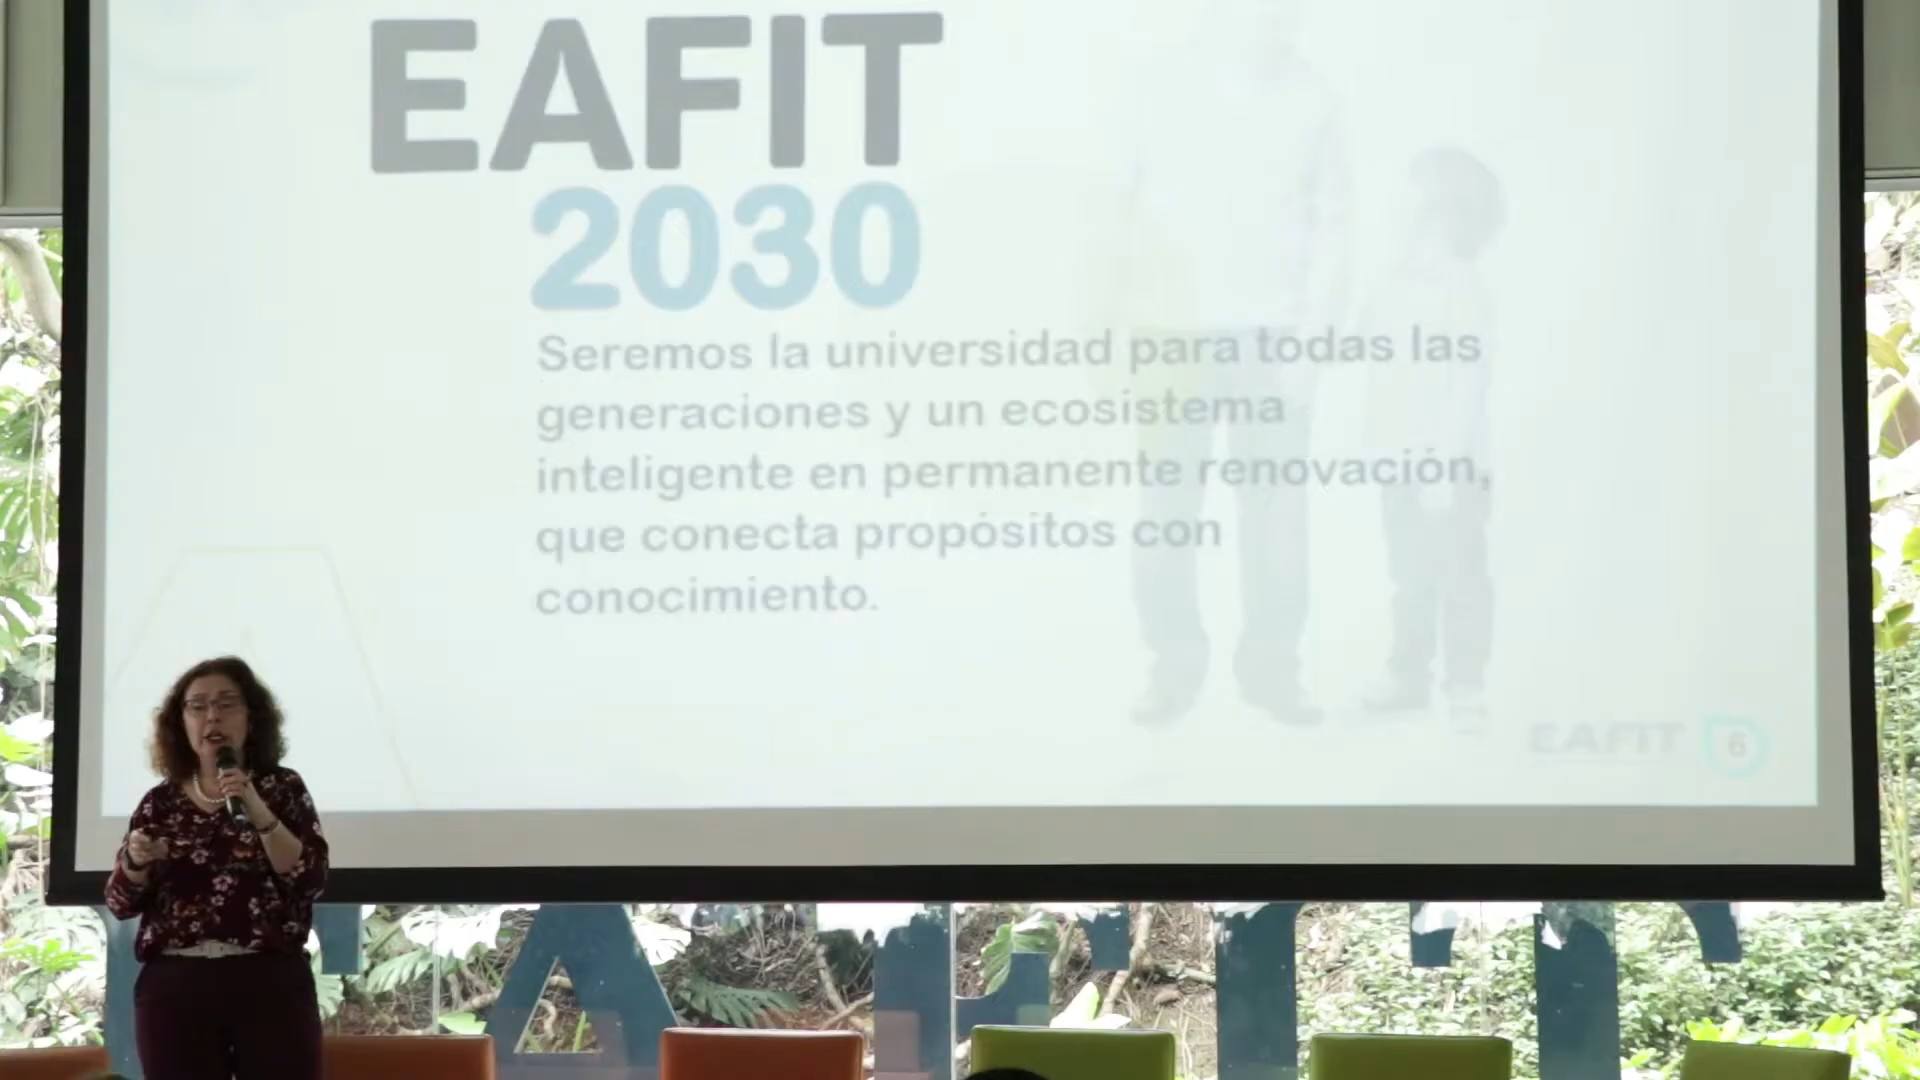 EAFIT
2030
Seremos la universidad para todas las
generaciones y un ecosistema
inteligente en permanente renovación,
que conecta propósitos con
conocimiento.
EAFIT 6